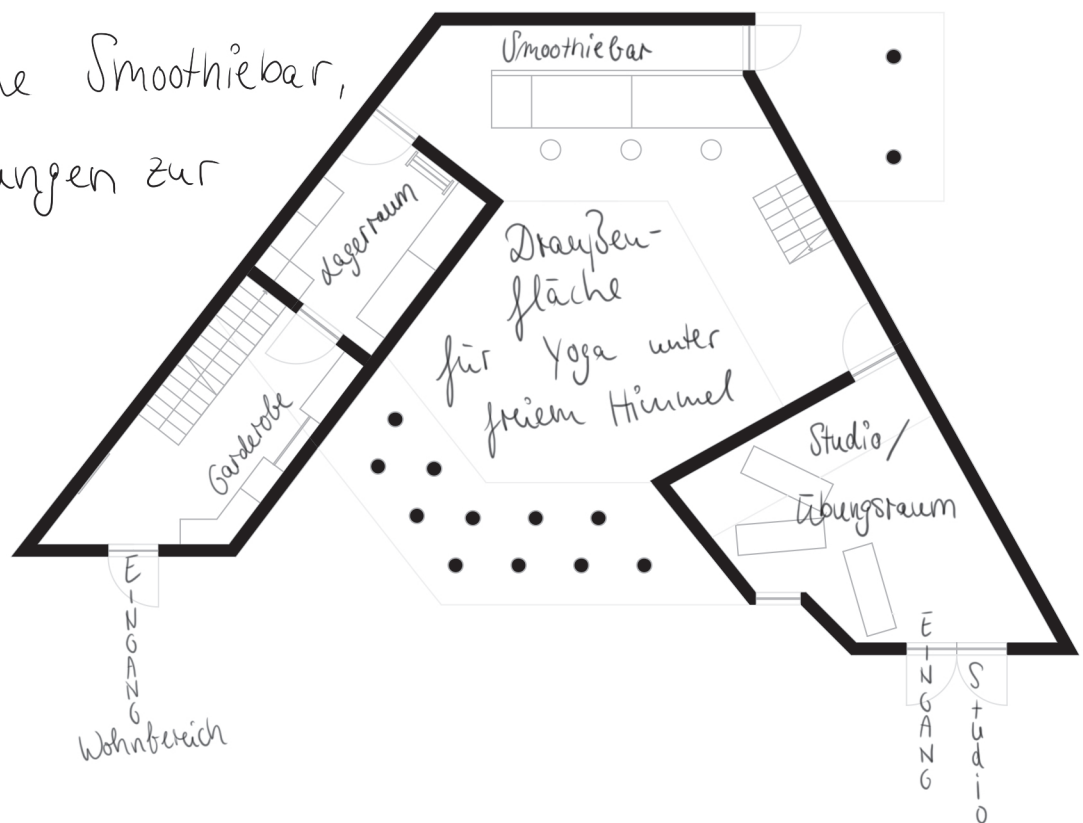 Smoothiebar,
ungen zur
Smoothiebar
Lagerraum
Draußen-
fläche
für Yoga unter
freiem Himmel
Garderobe
Studio/
Übungsraum
EINGANG
Wohnbereich
EINGANG
Studio